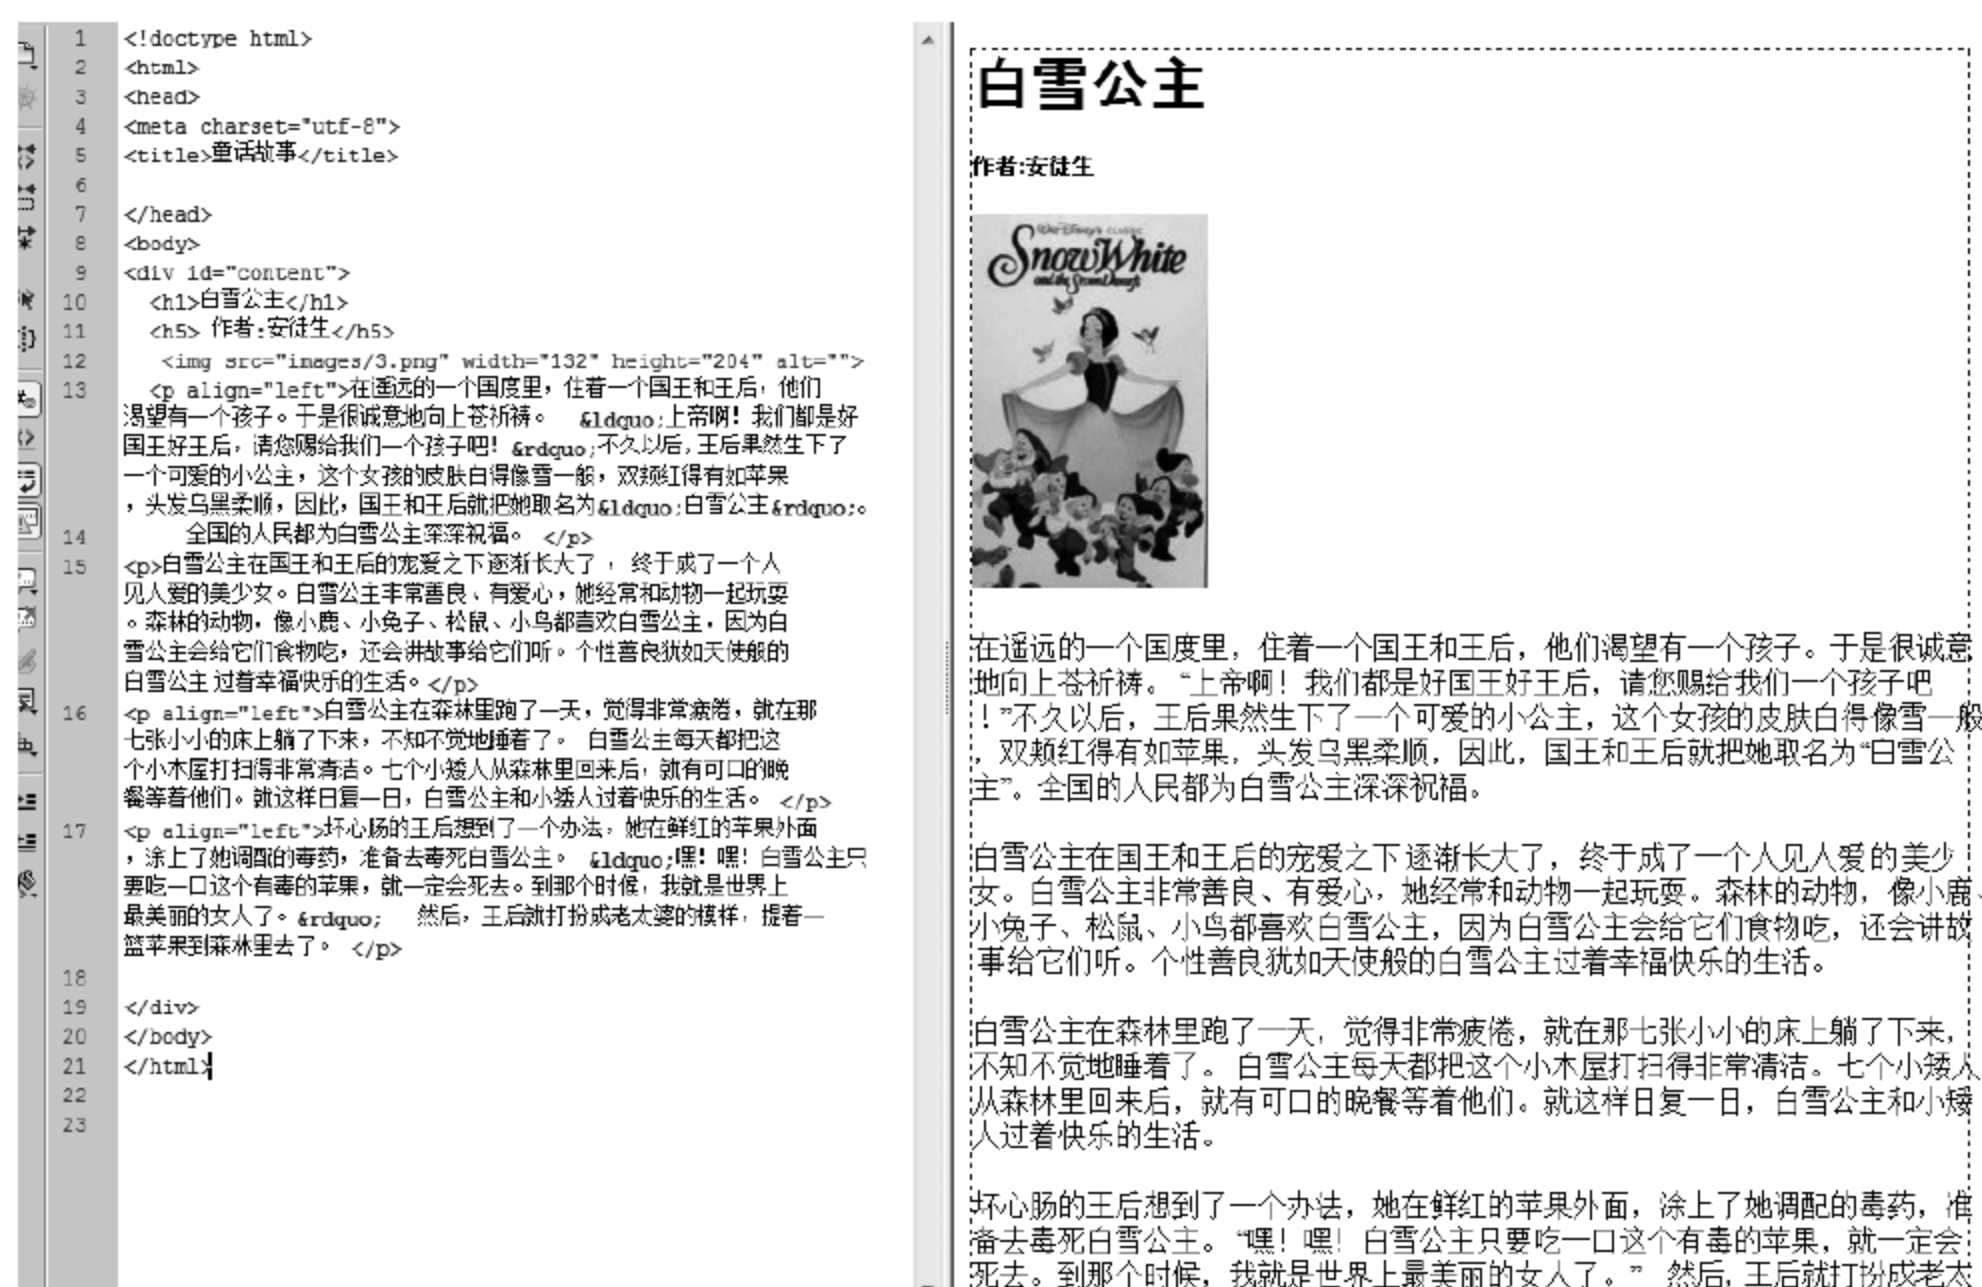 1 <!doctype html>
2 <html>
3 <head>
4 <meta charset="utf-8">
5 <title>童话故事</title>
6
7 </head>
8 <body>
9 <div id="content">
10 <h1>白雪公主</h1>
11 <h5> 作者:安徒生</h5>
12 <img src="images/3.png" width="132" height="204" alt="">
13 <p align="left">在遥远的一个国度里，住着一个国王和王后，他们
渴望有一个孩子。于是很诚意地向上苍祈祷。 &ldquo;上帝啊！我们都是好
国王好王后，请您赐给我们一个孩子吧！&rdquo;不久以后,王后果然生下了
一个可爱的小公主，这个女孩的皮肤白得像雪一般，双颊红得有如苹果
，头发乌黑柔顺，因此，国王和王后就把她取名为&ldquo;白雪公主&rdquo;。
14 全国的人民都为白雪公主深深祝福。 </p>
15 <p>白雪公主在国王和王后的宠爱之下逐渐长大了，终于成了一个人
见人爱的美少女。白雪公主非常善良、有爱心，她经常和动物一起玩耍
。森林的动物，像小鹿、小兔子、松鼠、小鸟都喜欢白雪公主，因为白
雪公主会给它们食物吃，还会讲故事给它们听。个性善良犹如天使般的
白雪公主过着幸福快乐的生活。</p>
16 <p align="left">白雪公主在森林里跑了一天，觉得非常疲倦，就在那
七张小小的床上躺了下来，不知不觉地睡着了。 白雪公主每天都把这
个小木屋打扫得非常清洁。七个小矮人从森林里回来后，就有可口的晚
餐等着他们。就这样日复一日，白雪公主和小矮人过着快乐的生活。 </p>
17 <p align="left">坏心肠的王后想到了一个办法，她在鲜红的苹果外面
，涂上了她调配的毒药，准备去毒死白雪公主。 &ldquo;嘿！嘿！白雪公主只
要吃一口这个有毒的苹果，就一定会死去。到那个时候，我就是世界上
最美丽的女人了。&rdquo; 然后，王后就打扮成老太婆的模样，提着一
篮苹果到森林里去了。 </p>
18
19 </div>
20 </body>
21 </html>
22
23
白雪公主
作者:安徒生
WALT DISNEY'S CLASSIC
Snow White
and the Seven Dwarfs
在遥远的一个国度里，住着一个国王和王后，他们渴望有一个孩子。于是很诚意
地向上苍祈祷。“上帝啊！我们都是好国王好王后，请您赐给我们一个孩子吧
！”不久以后，王后果然生下了一个可爱的小公主，这个女孩的皮肤白得像雪一般
，双颊红得有如苹果，头发乌黑柔顺，因此，国王和王后就把她取名为“白雪公
主”。全国的人民都为白雪公主深深祝福。
白雪公主在国王和王后的宠爱之下逐渐长大了，终于成了一个人见人爱的美少
女。白雪公主非常善良、有爱心，她经常和动物一起玩耍。森林的动物，像小鹿、
小兔子、松鼠、小鸟都喜欢白雪公主，因为白雪公主会给它们食物吃，还会讲故
事给它们听。个性善良犹如天使般的白雪公主过着幸福快乐的生活。
白雪公主在森林里跑了一天，觉得非常疲倦，就在那七张小小的床上躺了下来，
不知不觉地睡着了。 白雪公主每天都把这个小木屋打扫得非常清洁。七个小矮人
从森林里回来后，就有可口的晚餐等着他们。就这样日复一日，白雪公主和小矮
人过着快乐的生活。
坏心肠的王后想到了一个办法，她在鲜红的苹果外面，涂上了她调配的毒药，准
备去毒死白雪公主。 “嘿！嘿！白雪公主只要吃一口这个有毒的苹果，就一定会
死去。到那个时候，我就是世界上最美丽的女人了。” 然后，王后就打扮成老太